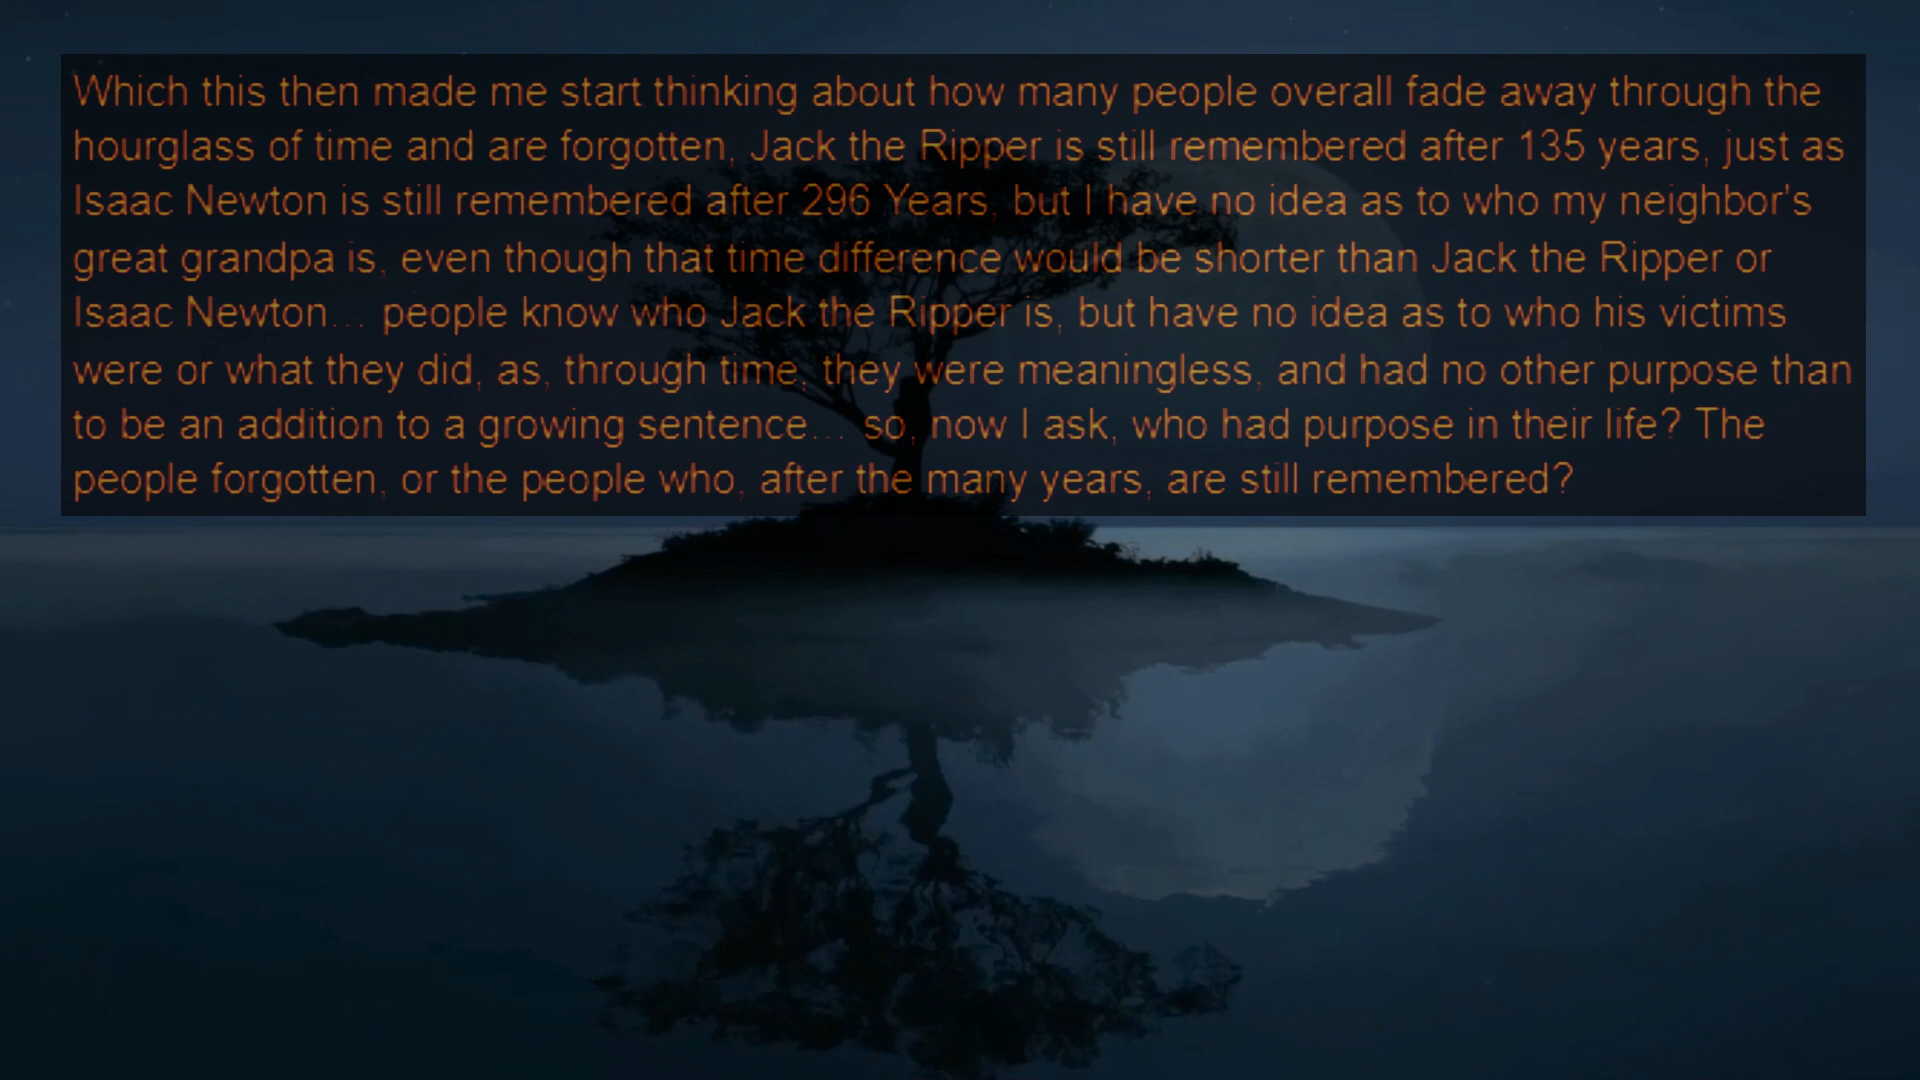 Which this then made me start thinking about how many people overall fade away through the
hourglass of time and are forgotten, Jack the Ripper is still remembered after 135 years, just as
Isaac Newton is still remembered after 296 Years, but I have no idea as to who my neighbor's
great grandpa is, even though that time difference would be shorter than Jack the Ripper or
Isaac Newton... people know who Jack the Ripper is, but have no idea as to who his victims
were or what they did, as, through time, they were meaningless, and had no other purpose than
to be an addition to a growing sentence... so, now I ask, who had purpose in their life? The
people forgotten, or the people who, after the many years, are still remembered?